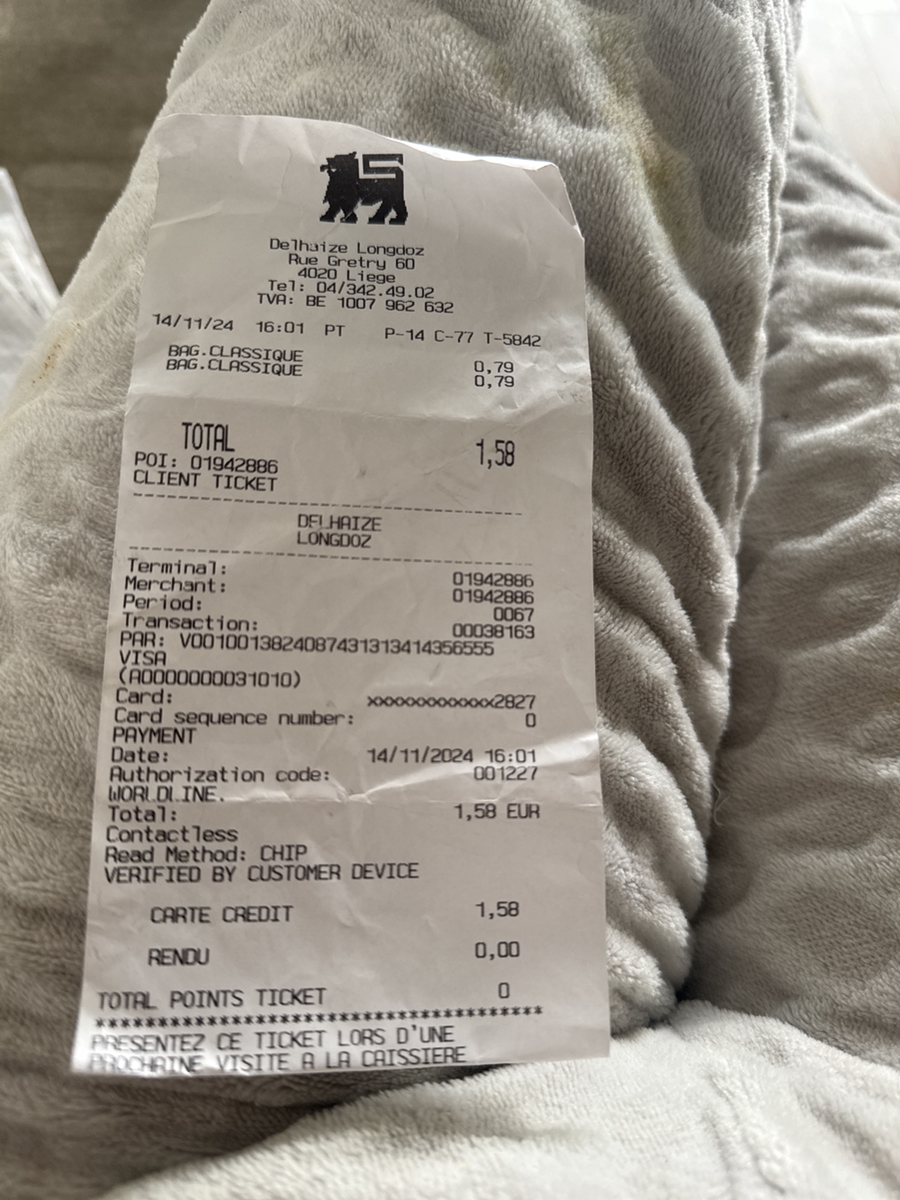 Delhaize Longdoz
Rue Gretry 60
4020 Liege
Tel: 04/342.49.02
TVA: BE 1007 962 632
14/11/24 16:01 PT P-14 C-77 T-5842
BAG.CLASSIQUE 0,79
BAG.CLASSIQUE 0,79
TOTAL 1,58
POI: 01942886
CLIENT TICKET
--------------------------------
DELHAIZE
LONGDOZ
--------------------------------
Terminal: 01942886
Merchant: 01942886
Period: 0067
Transaction: 00038163
PAR: V0010013824087431313414356555
VISA
(A0000000031010)
Card: xxxxxxxxxxxx2827
Card sequence number: 0
PAYMENT
Date: 14/11/2024 16:01
Authorization code: 001227
WORLDLINE.
Total: 1,58 EUR
Contactless
Read Method: CHIP
VERIFIED BY CUSTOMER DEVICE
CARTE CREDIT 1,58
RENDU 0,00
TOTAL POINTS TICKET 0
****************************************
PRESENTEZ CE TICKET LORS D'UNE
PROCHAINE VISITE A LA CAISSIERE